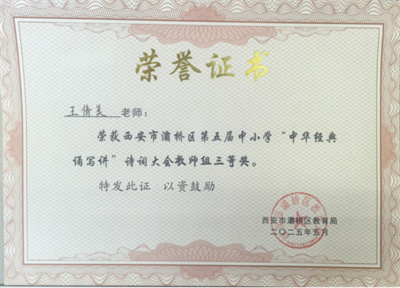 荣誉证书
王倩美 老师：
荣获西安市灞桥区第五届中小学“中华经典
诵写讲”诗词大会教师组三等奖。
特发此证 以资鼓励
西安市灞桥区教育局
二〇二五年五月